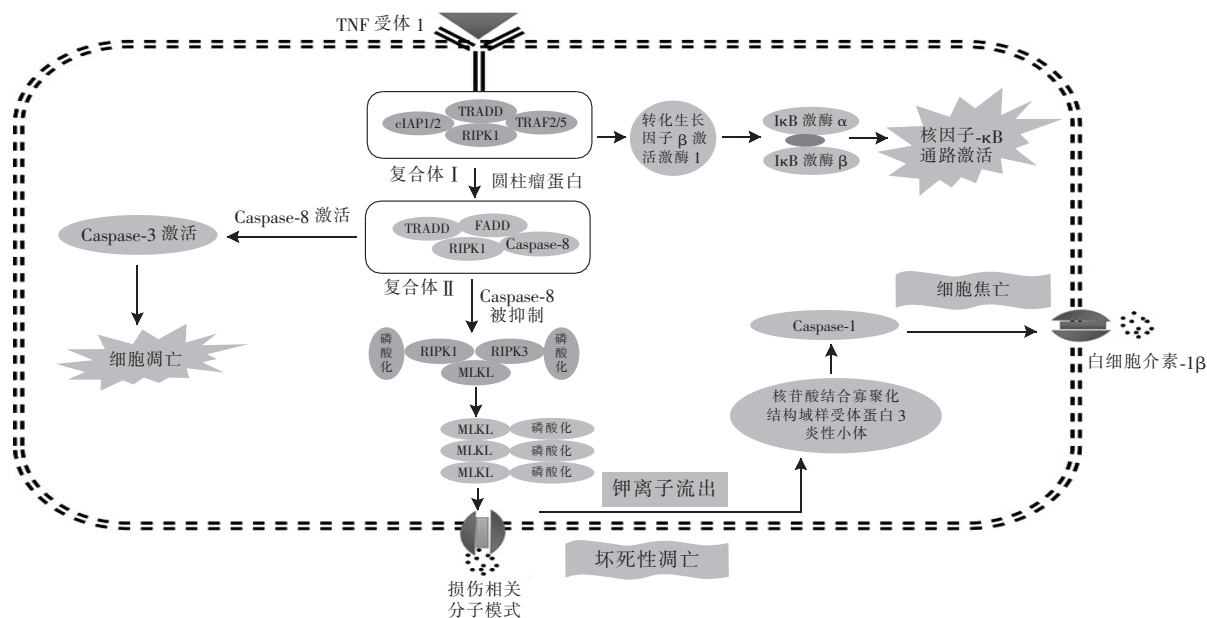 TNF 受体 1
TRADD
cIAP1/2
TRAF2/5
RIPK1
转化生长
因子 β 激
活激酶 1
IκB 激酶 α
IκB 激酶 β
核因子-κB
通路激活
复合体 Ⅰ
圆柱瘤蛋白
Caspase-8 激活
Caspase-3 激活
TRADD
FADD
RIPK1
Caspase-8
复合体 Ⅱ
Caspase-8
被抑制
细胞凋亡
磷酸化
RIPK1
RIPK3
磷酸化
MLKL
MLKL
磷酸化
MLKL
磷酸化
MLKL
磷酸化
钾离子流出
坏死性凋亡
损伤相关
分子模式
核苷酸结合寡聚化
结构域样受体蛋白 3
炎性小体
Caspase-1
细胞焦亡
白细胞介素-1β